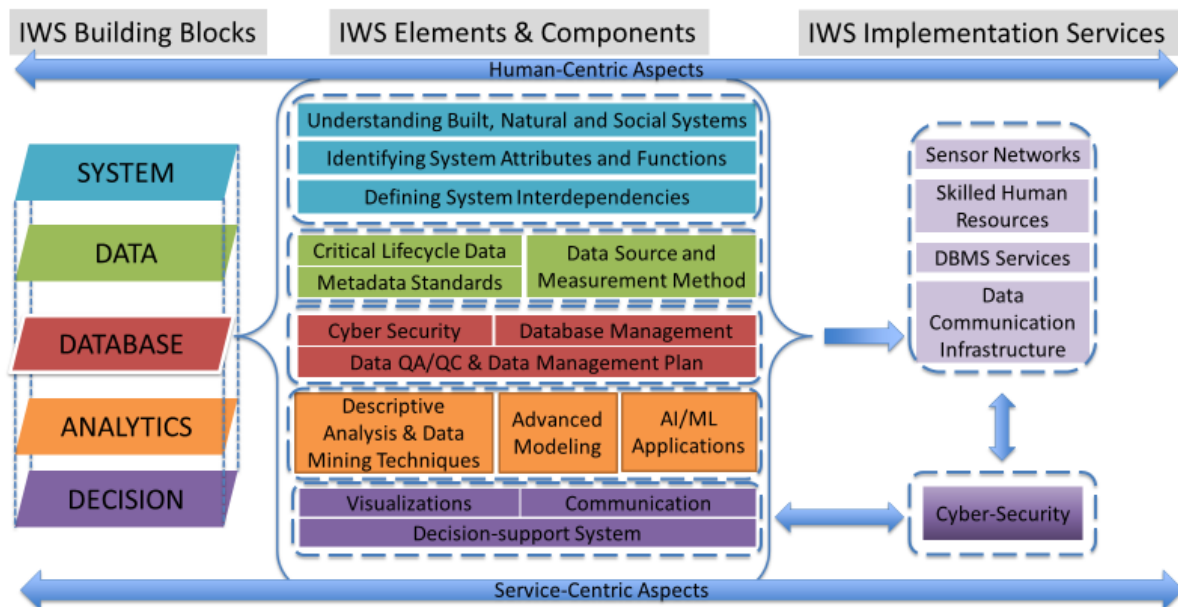 IWS Building Blocks
IWS Elements & Components
IWS Implementation Services
Human-Centric Aspects
SYSTEM
DATA
DATABASE
ANALYTICS
DECISION
Understanding Built, Natural and Social Systems
Identifying System Attributes and Functions
Defining System Interdependencies
Critical Lifecycle Data
Metadata Standards
Data Source and
Measurement Method
Cyber Security
Database Management
Data QA/QC & Data Management Plan
Descriptive
Analysis & Data
Mining Techniques
Advanced
Modeling
AI/ML
Applications
Visualizations
Communication
Decision-support System
Sensor Networks
Skilled Human
Resources
DBMS Services
Data
Communication
Infrastructure
Cyber-Security
Service-Centric Aspects